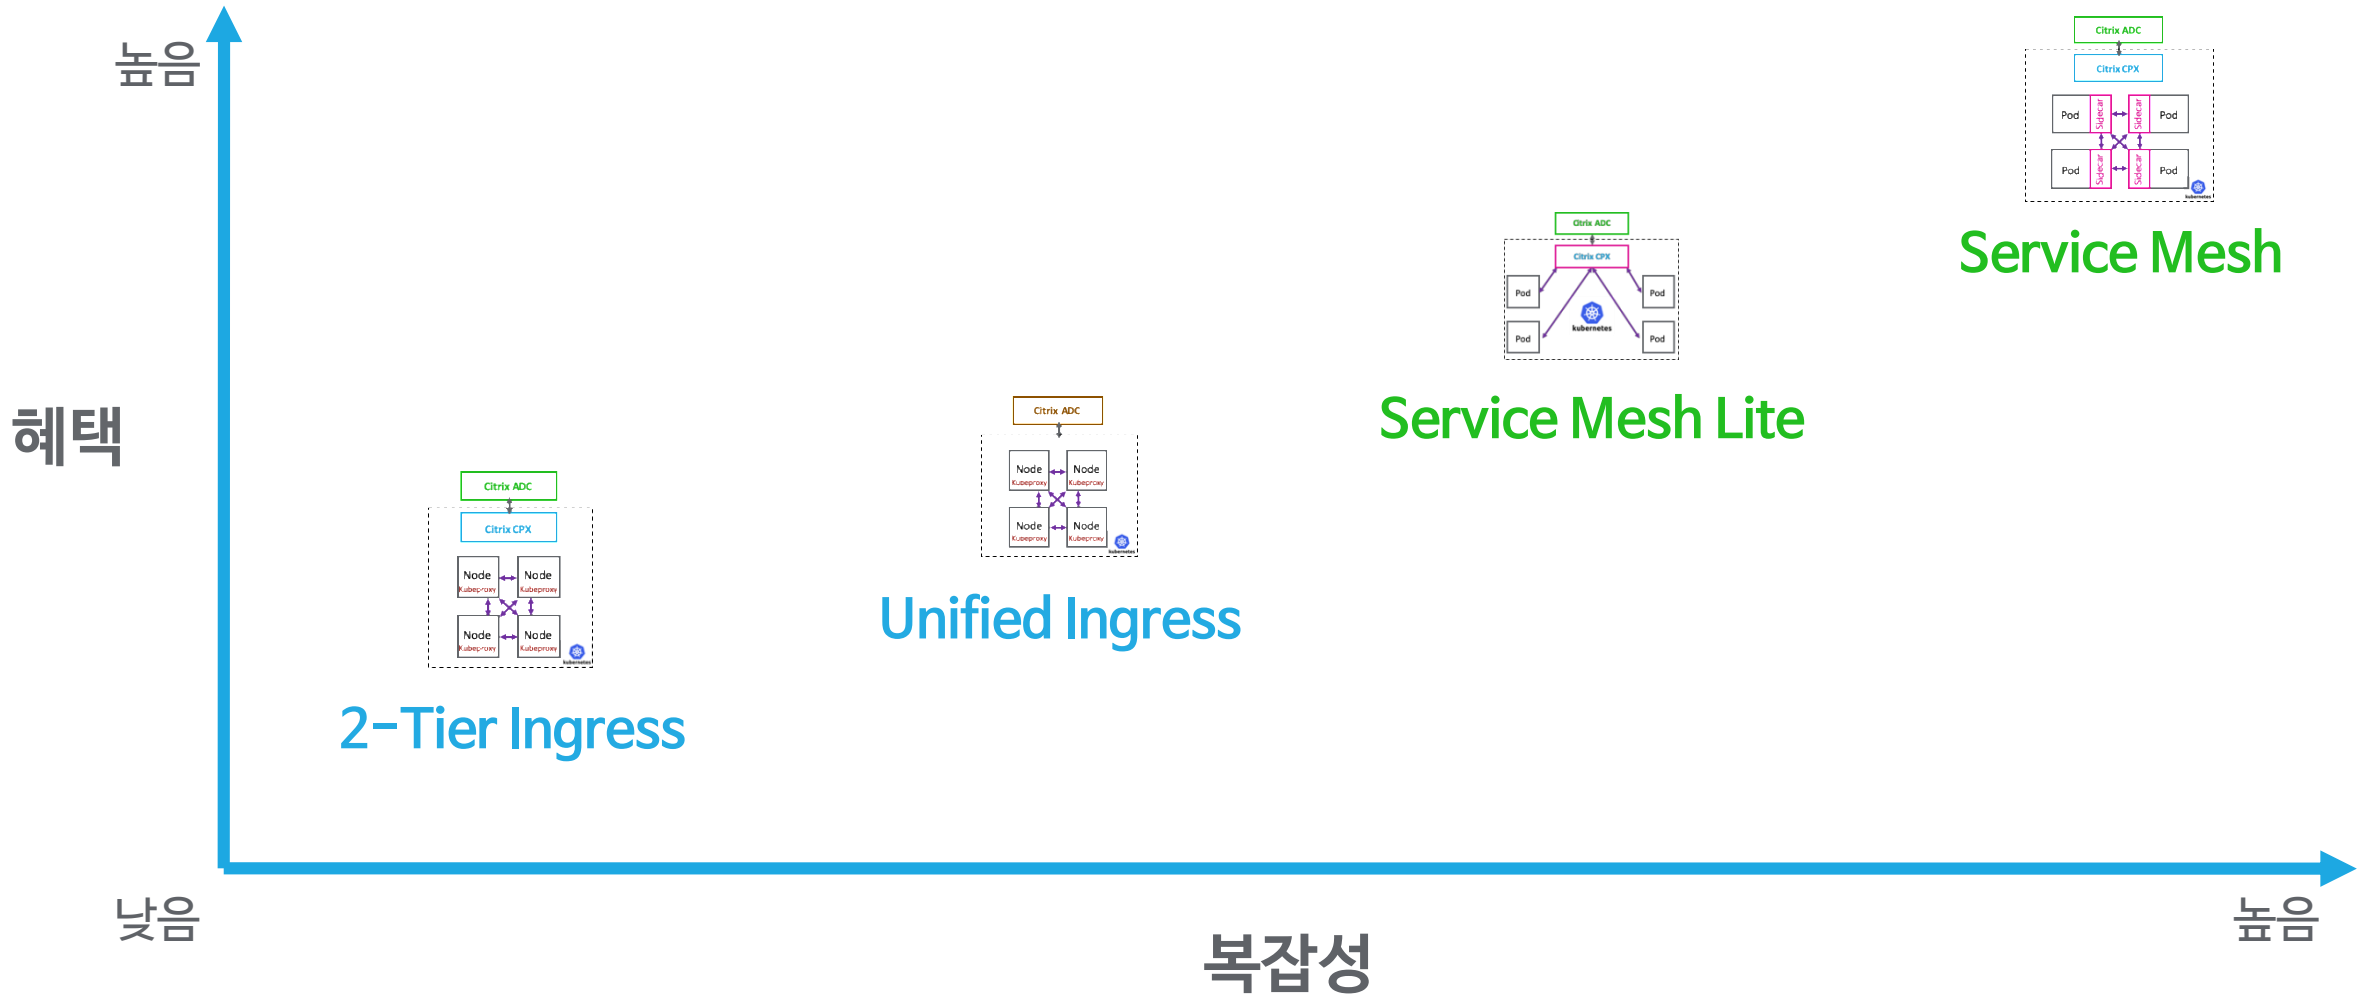 높음
혜택
낮음
복잡성
높음
Citrix ADC
Citrix CPX
Node
Kubeproxy
Node
Kubeproxy
Node
Kubeproxy
Node
Kubeproxy
kubernetes
2-Tier Ingress
Citrix ADC
Node
Kubeproxy
Node
Kubeproxy
Node
Kubeproxy
Node
Kubeproxy
kubernetes
Unified Ingress
Citrix ADC
Citrix CPX
Pod
Pod
kubernetes
Pod
Pod
Service Mesh Lite
Citrix ADC
Citrix CPX
Pod
Sidecar
Sidecar
Pod
Pod
Sidecar
Sidecar
Pod
kubernetes
Service Mesh